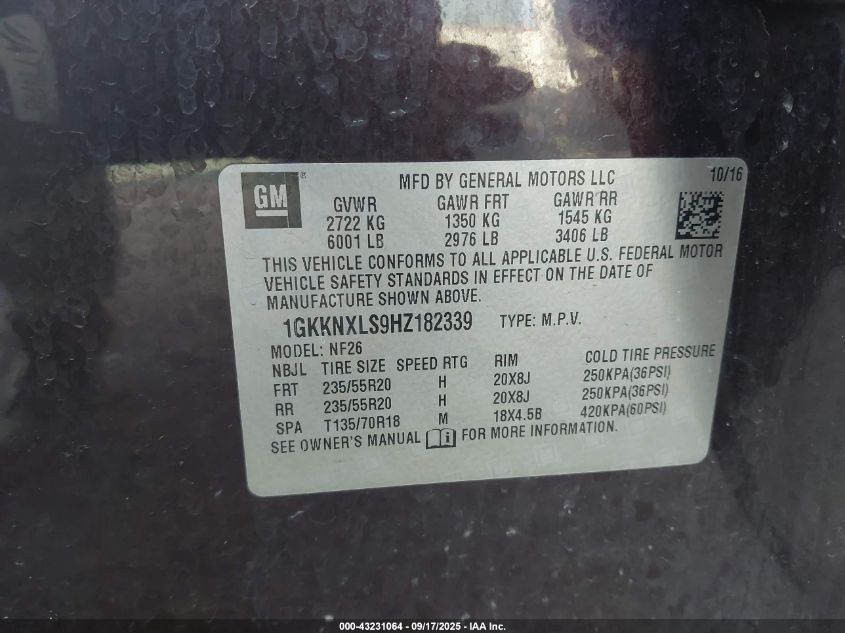 GM ®
MFD BY GENERAL MOTORS LLC 10/16
GVWR GAWR FRT GAWR RR
2722 KG 1350 KG 1545 KG
6001 LB 2976 LB 3406 LB
THIS VEHICLE CONFORMS TO ALL APPLICABLE U.S. FEDERAL MOTOR
VEHICLE SAFETY STANDARDS IN EFFECT ON THE DATE OF
MANUFACTURE SHOWN ABOVE.
1GKKNXLS9HZ182339 TYPE: M.P.V.
MODEL: NF26
NBJL TIRE SIZE SPEED RTG RIM COLD TIRE PRESSURE
FRT 235/55R20 H 20X8J 250KPA(36PSI)
RR 235/55R20 H 20X8J 250KPA(36PSI)
SPA T135/70R18 M 18X4.5B 420KPA(60PSI)
SEE OWNER'S MANUAL i FOR MORE INFORMATION.
000-43231064 - 09/17/2025 - IAA Inc.